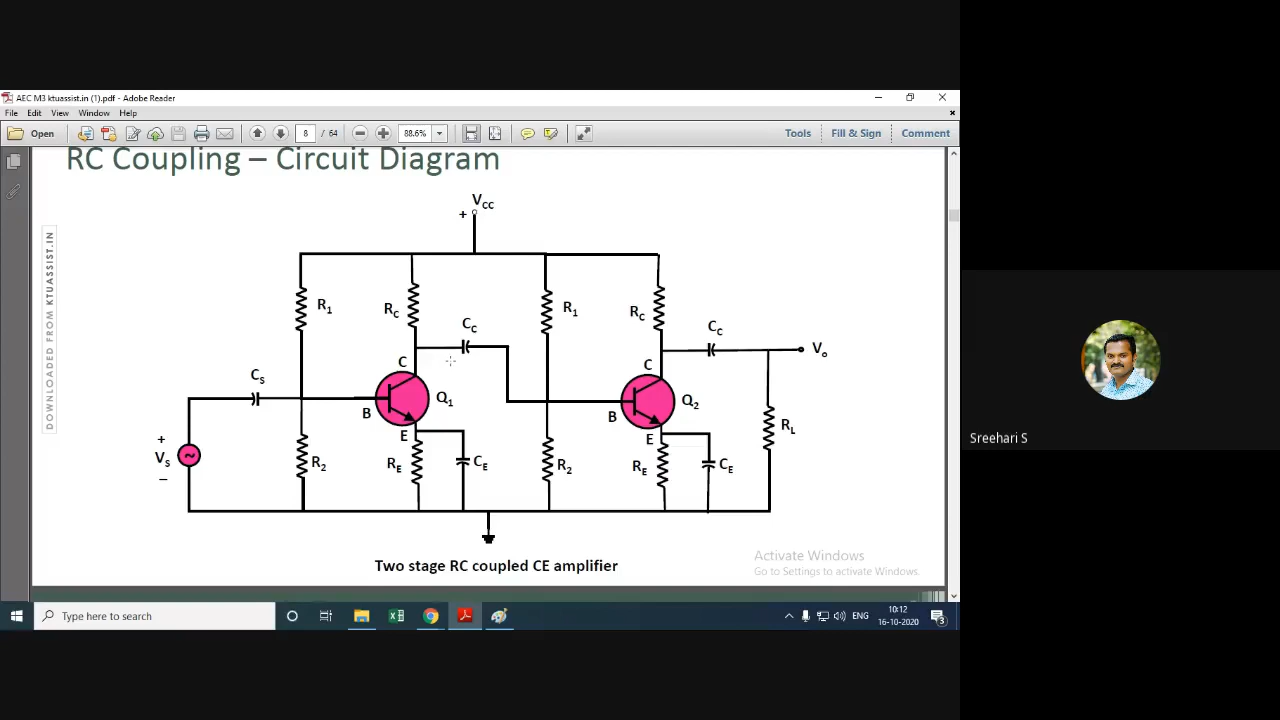 AEC M3 ktuassist.in (1).pdf - Adobe Reader
File Edit View Window Help
Open 8 / 64 88.6% Tools Fill & Sign Comment
RC Coupling – Circuit Diagram
DOWNLOADED FROM KTUASSIST.IN
VCC
+
R1
RC
CC
R1
RC
CC
Vo
CS
C
B
Q1
E
C
B
Q2
E
+
VS
–
R2
RE
CE
R2
RE
CE
RL
Two stage RC coupled CE amplifier
Activate Windows
Go to Settings to activate Windows.
Sreehari S
Type here to search
ENG
10:12
16-10-2020
3